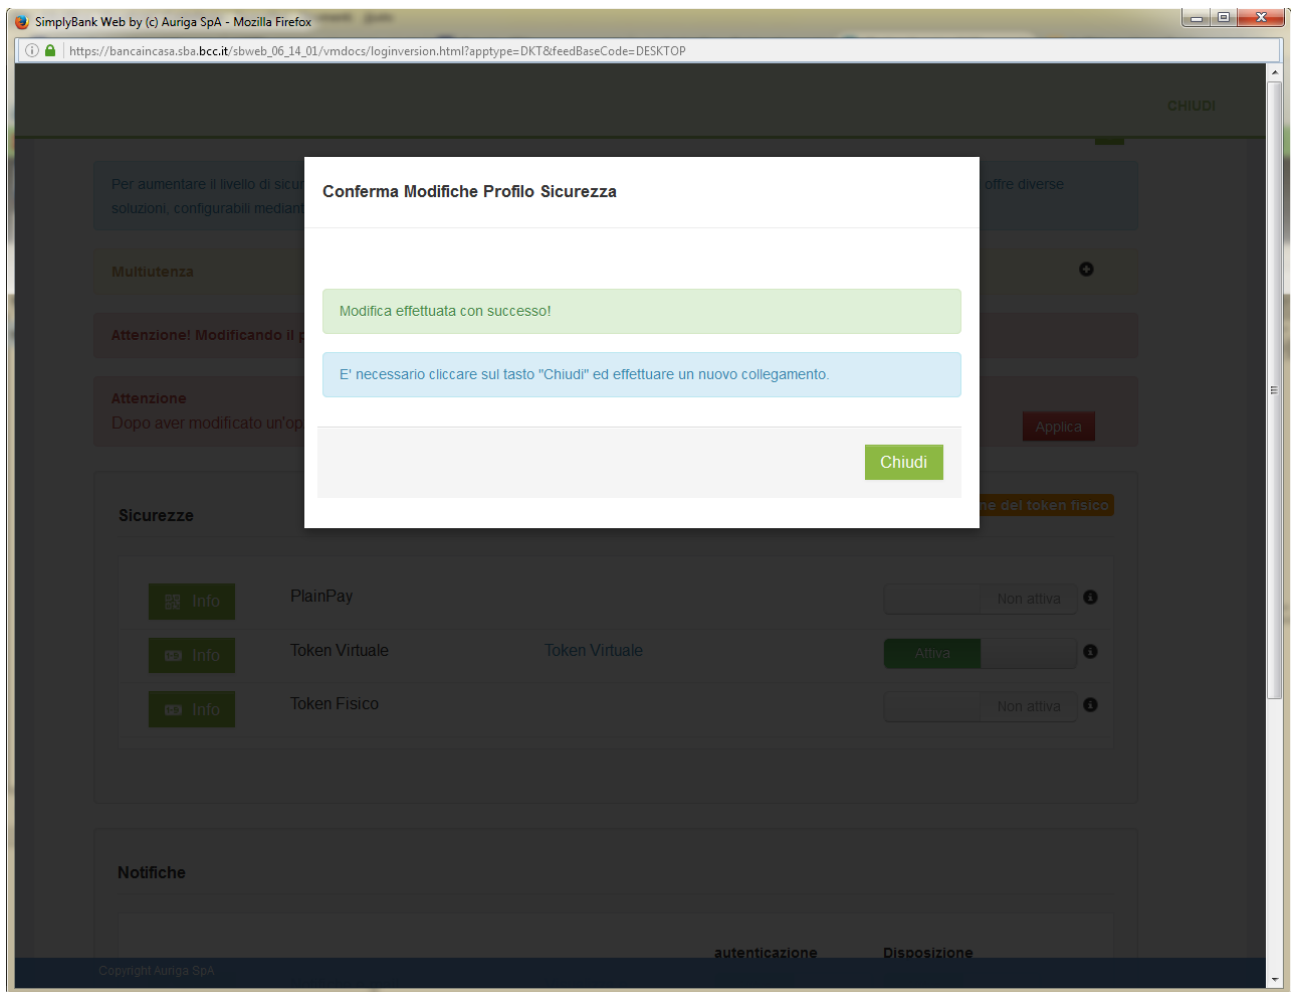 SimplyBank Web by (c) Auriga SpA - Mozilla Firefox
https://bancaincasa.sba.bcc.it/sbweb_06_14_01/vmdocs/loginversion.html?apptype=DKT&feedBaseCode=DESKTOP
CHIUDI
Per aumentare il livello di sicur
offre diverse
soluzioni, configurabili mediant
Conferma Modifiche Profilo Sicurezza
Multiutenza
Modifica effettuata con successo!
Attenzione! Modificando il p
E' necessario cliccare sul tasto "Chiudi" ed effettuare un nuovo collegamento.
Attenzione
Dopo aver modificato un'op
Applica
Chiudi
Sicurezze
ne del token fisico
Info PlainPay Non attiva
Info Token Virtuale Token Virtuale Attiva
Info Token Fisico Non attiva
Notifiche
autenticazione Disposizione
Copyright Auriga SpA